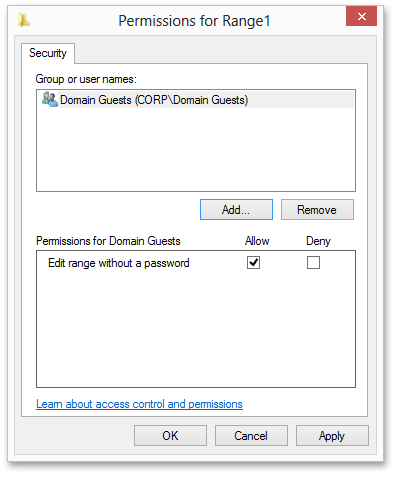 Permissions for Range1
Security
Group or user names:
Domain Guests (CORP\Domain Guests)
Add... Remove
Permissions for Domain Guests Allow Deny
Edit range without a password
Learn about access control and permissions
OK Cancel Apply